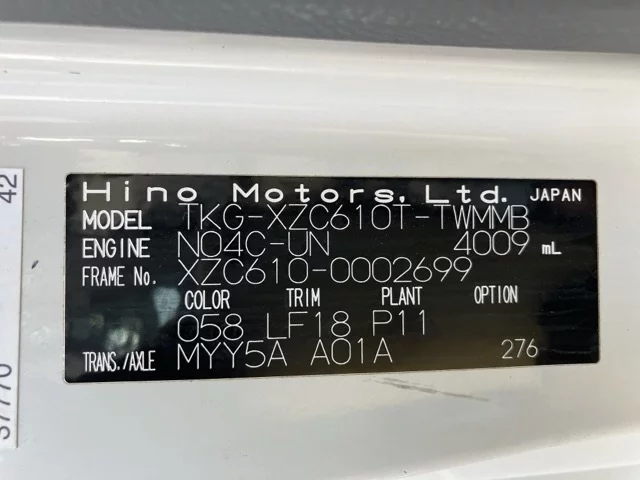 Hino Motors, Ltd. JAPAN
MODEL TKG-XZC610T-TWMMB
ENGINE N04C-UN 4009 mL
FRAME No. XZC610-0002699
COLOR TRIM PLANT OPTION
058 LF18 P11
TRANS./AXLE MYY5A A01A 276
42